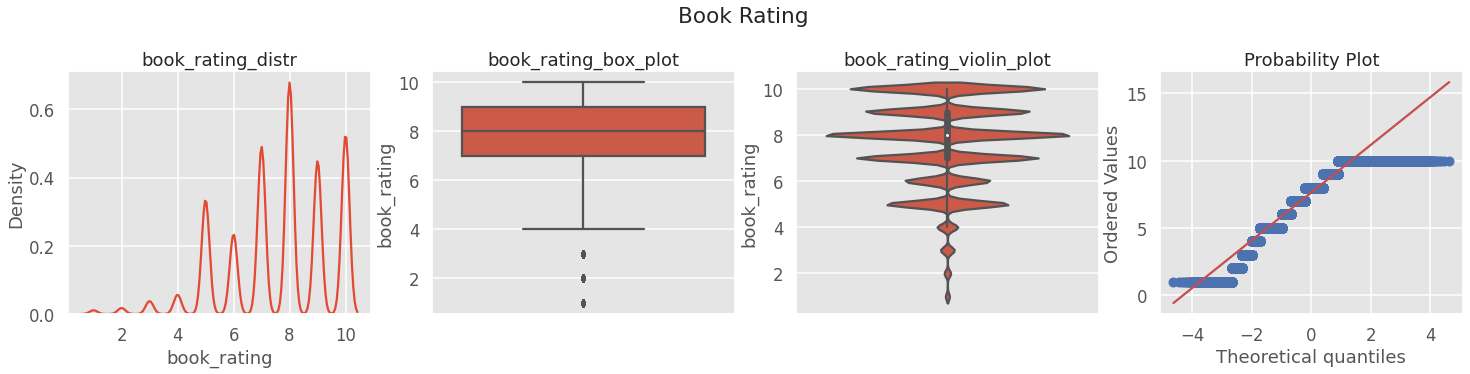 Book Rating
book_rating_distr
Density
0.6
0.4
0.2
0.0
2 4 6 8 10
book_rating
book_rating_box_plot
book_rating
10
8
6
4
2
book_rating_violin_plot
book_rating
10
8
6
4
2
Probability Plot
Ordered Values
15
10
5
0
−4 −2 0 2 4
Theoretical quantiles